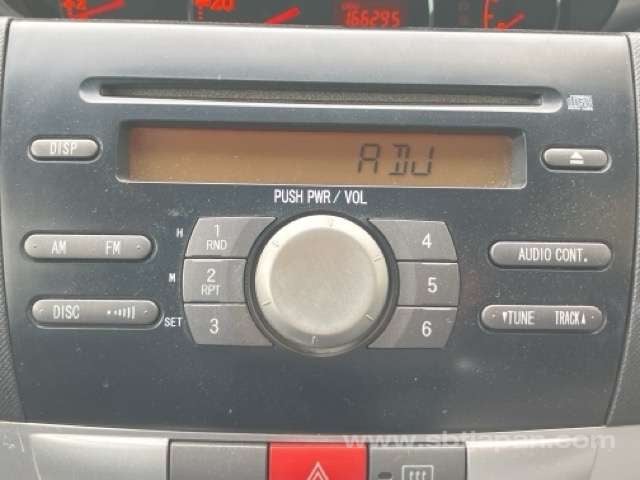 166295
DISP
ADJ
PUSH PWR / VOL
AM FM
H 1 RND
4
AUDIO CONT.
M 2 RPT
5
DISC
SET 3
6
▼TUNE TRACK▲
www.sbtjapan.com